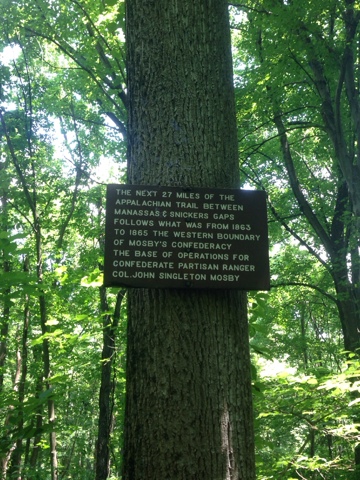 THE NEXT 27 MILES OF THE
APPALACHIAN TRAIL BETWEEN
MANASSAS & SNICKERS GAPS
FOLLOWS WHAT WAS FROM 1863
TO 1865 THE WESTERN BOUNDARY
OF MOSBY'S CONFEDERACY
THE BASE OF OPERATIONS FOR
CONFEDERATE PARTISAN RANGER
COL. JOHN SINGLETON MOSBY